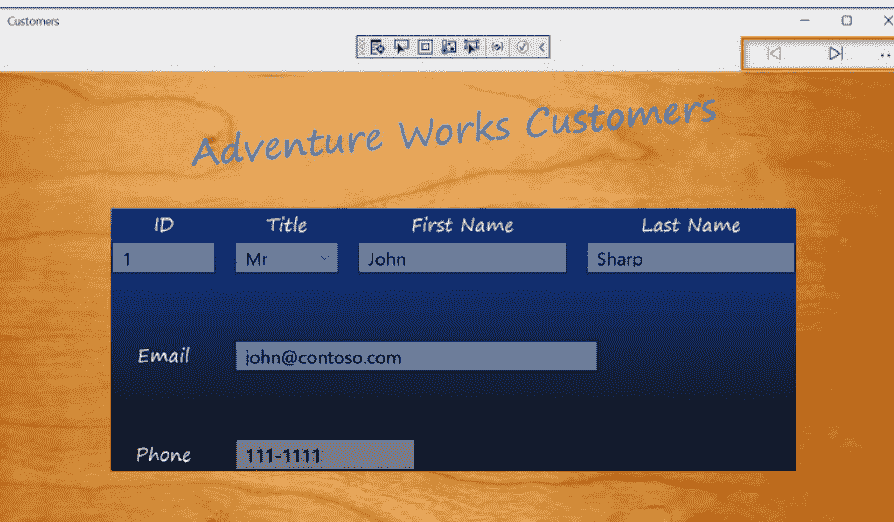 Customers
Adventure Works Customers
ID Title First Name Last Name
1 Mr John Sharp
Email john@contoso.com
Phone 111-1111